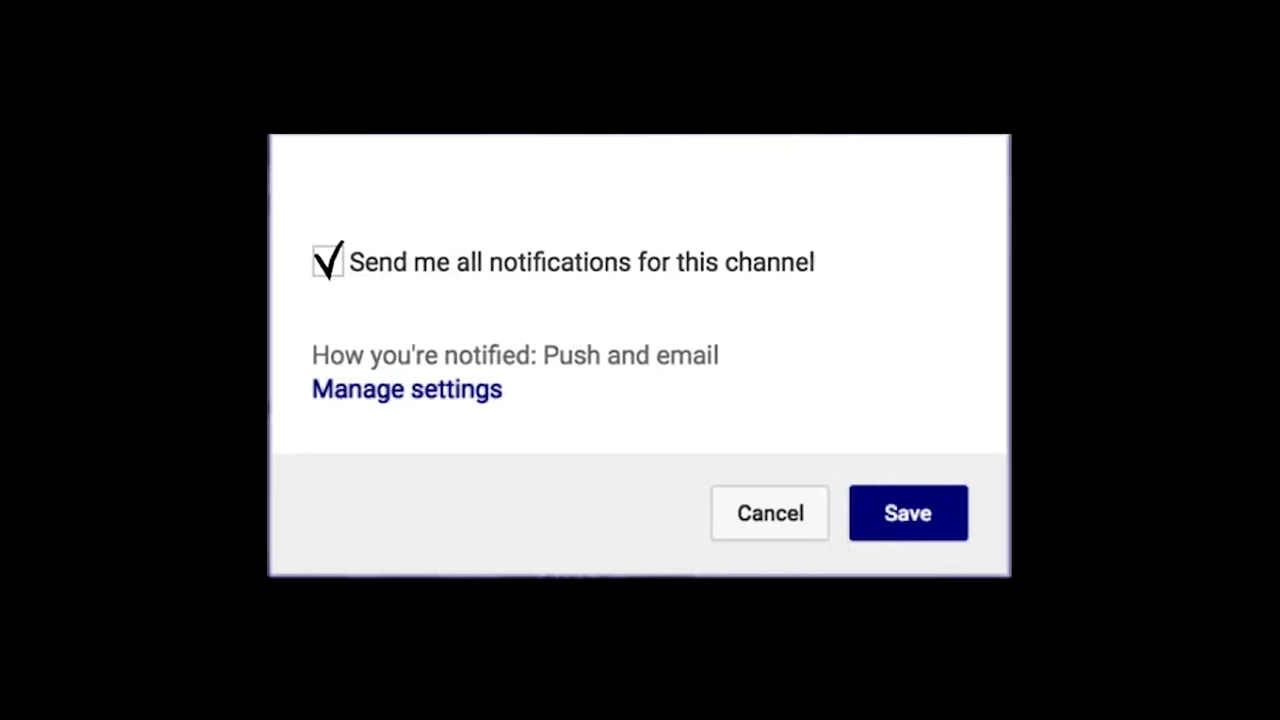 Send me all notifications for this channel
How you're notified: Push and email
Manage settings
Cancel Save